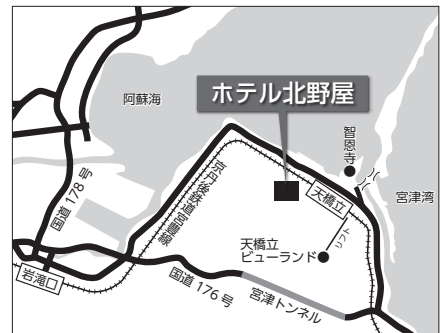 阿蘇海
ホテル北野屋
智恩寺
宮津湾
国道178号
京丹後鉄道宮豊線
天橋立
リフト
天橋立
ビューランド
岩滝口
国道176号
宮津トンネル